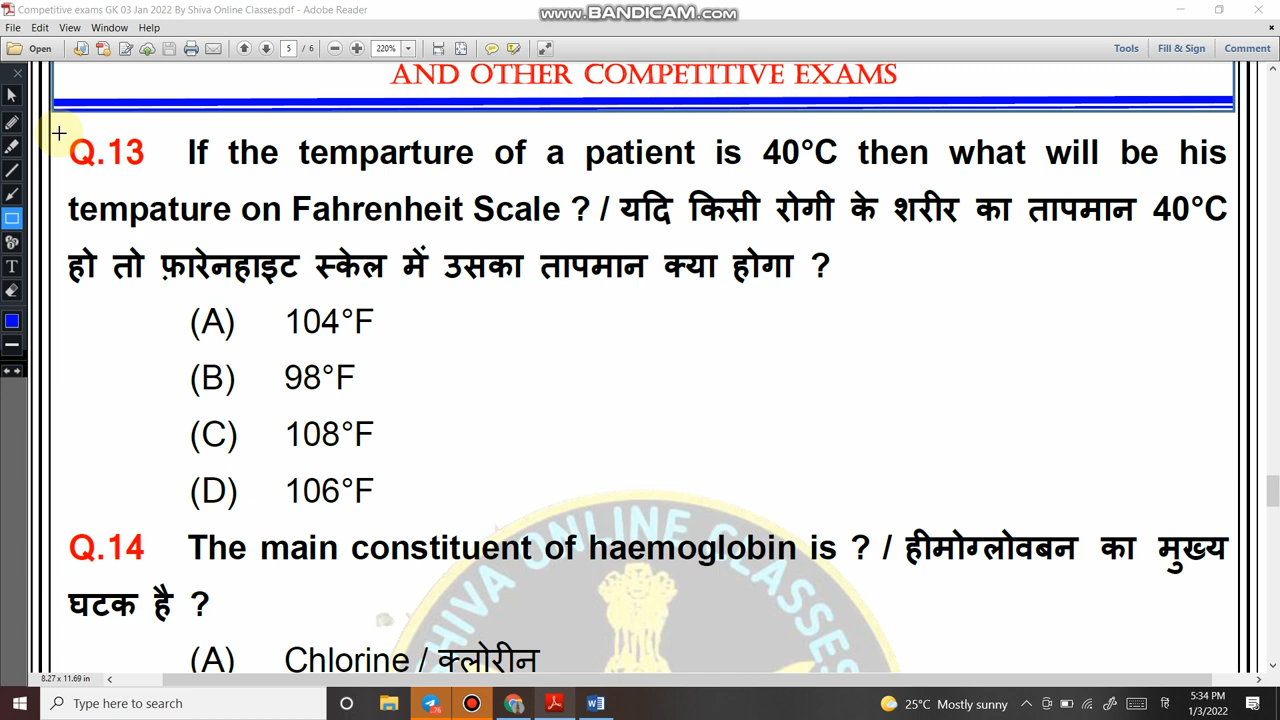 Competitive exams GK 03 Jan 2022 By Shiva Online Classes.pdf - Adobe Reader
www.BANDICAM.com
File Edit View Window Help
Open 5 / 6 220% Tools Fill & Sign Comment
AND OTHER COMPETITIVE EXAMS
Q.13 If the temparture of a patient is 40°C then what will be his
tempature on Fahrenheit Scale ? / यदि किसी रोगी के शरीर का तापमान 40°C
हो तो फ़ारेनहाइट स्केल में उसका तापमान क्या होगा ?
(A) 104°F
(B) 98°F
(C) 108°F
(D) 106°F
Q.14 The main constituent of haemoglobin is ? / हीमोग्लोवबन का मुख्य
घटक है ?
(A) Chlorine / क्लोरीन
SHIVA ONLINE CLASSES
8.27 x 11.69 in
Type here to search 76 25°C Mostly sunny हि 5:34 PM
1/3/2022